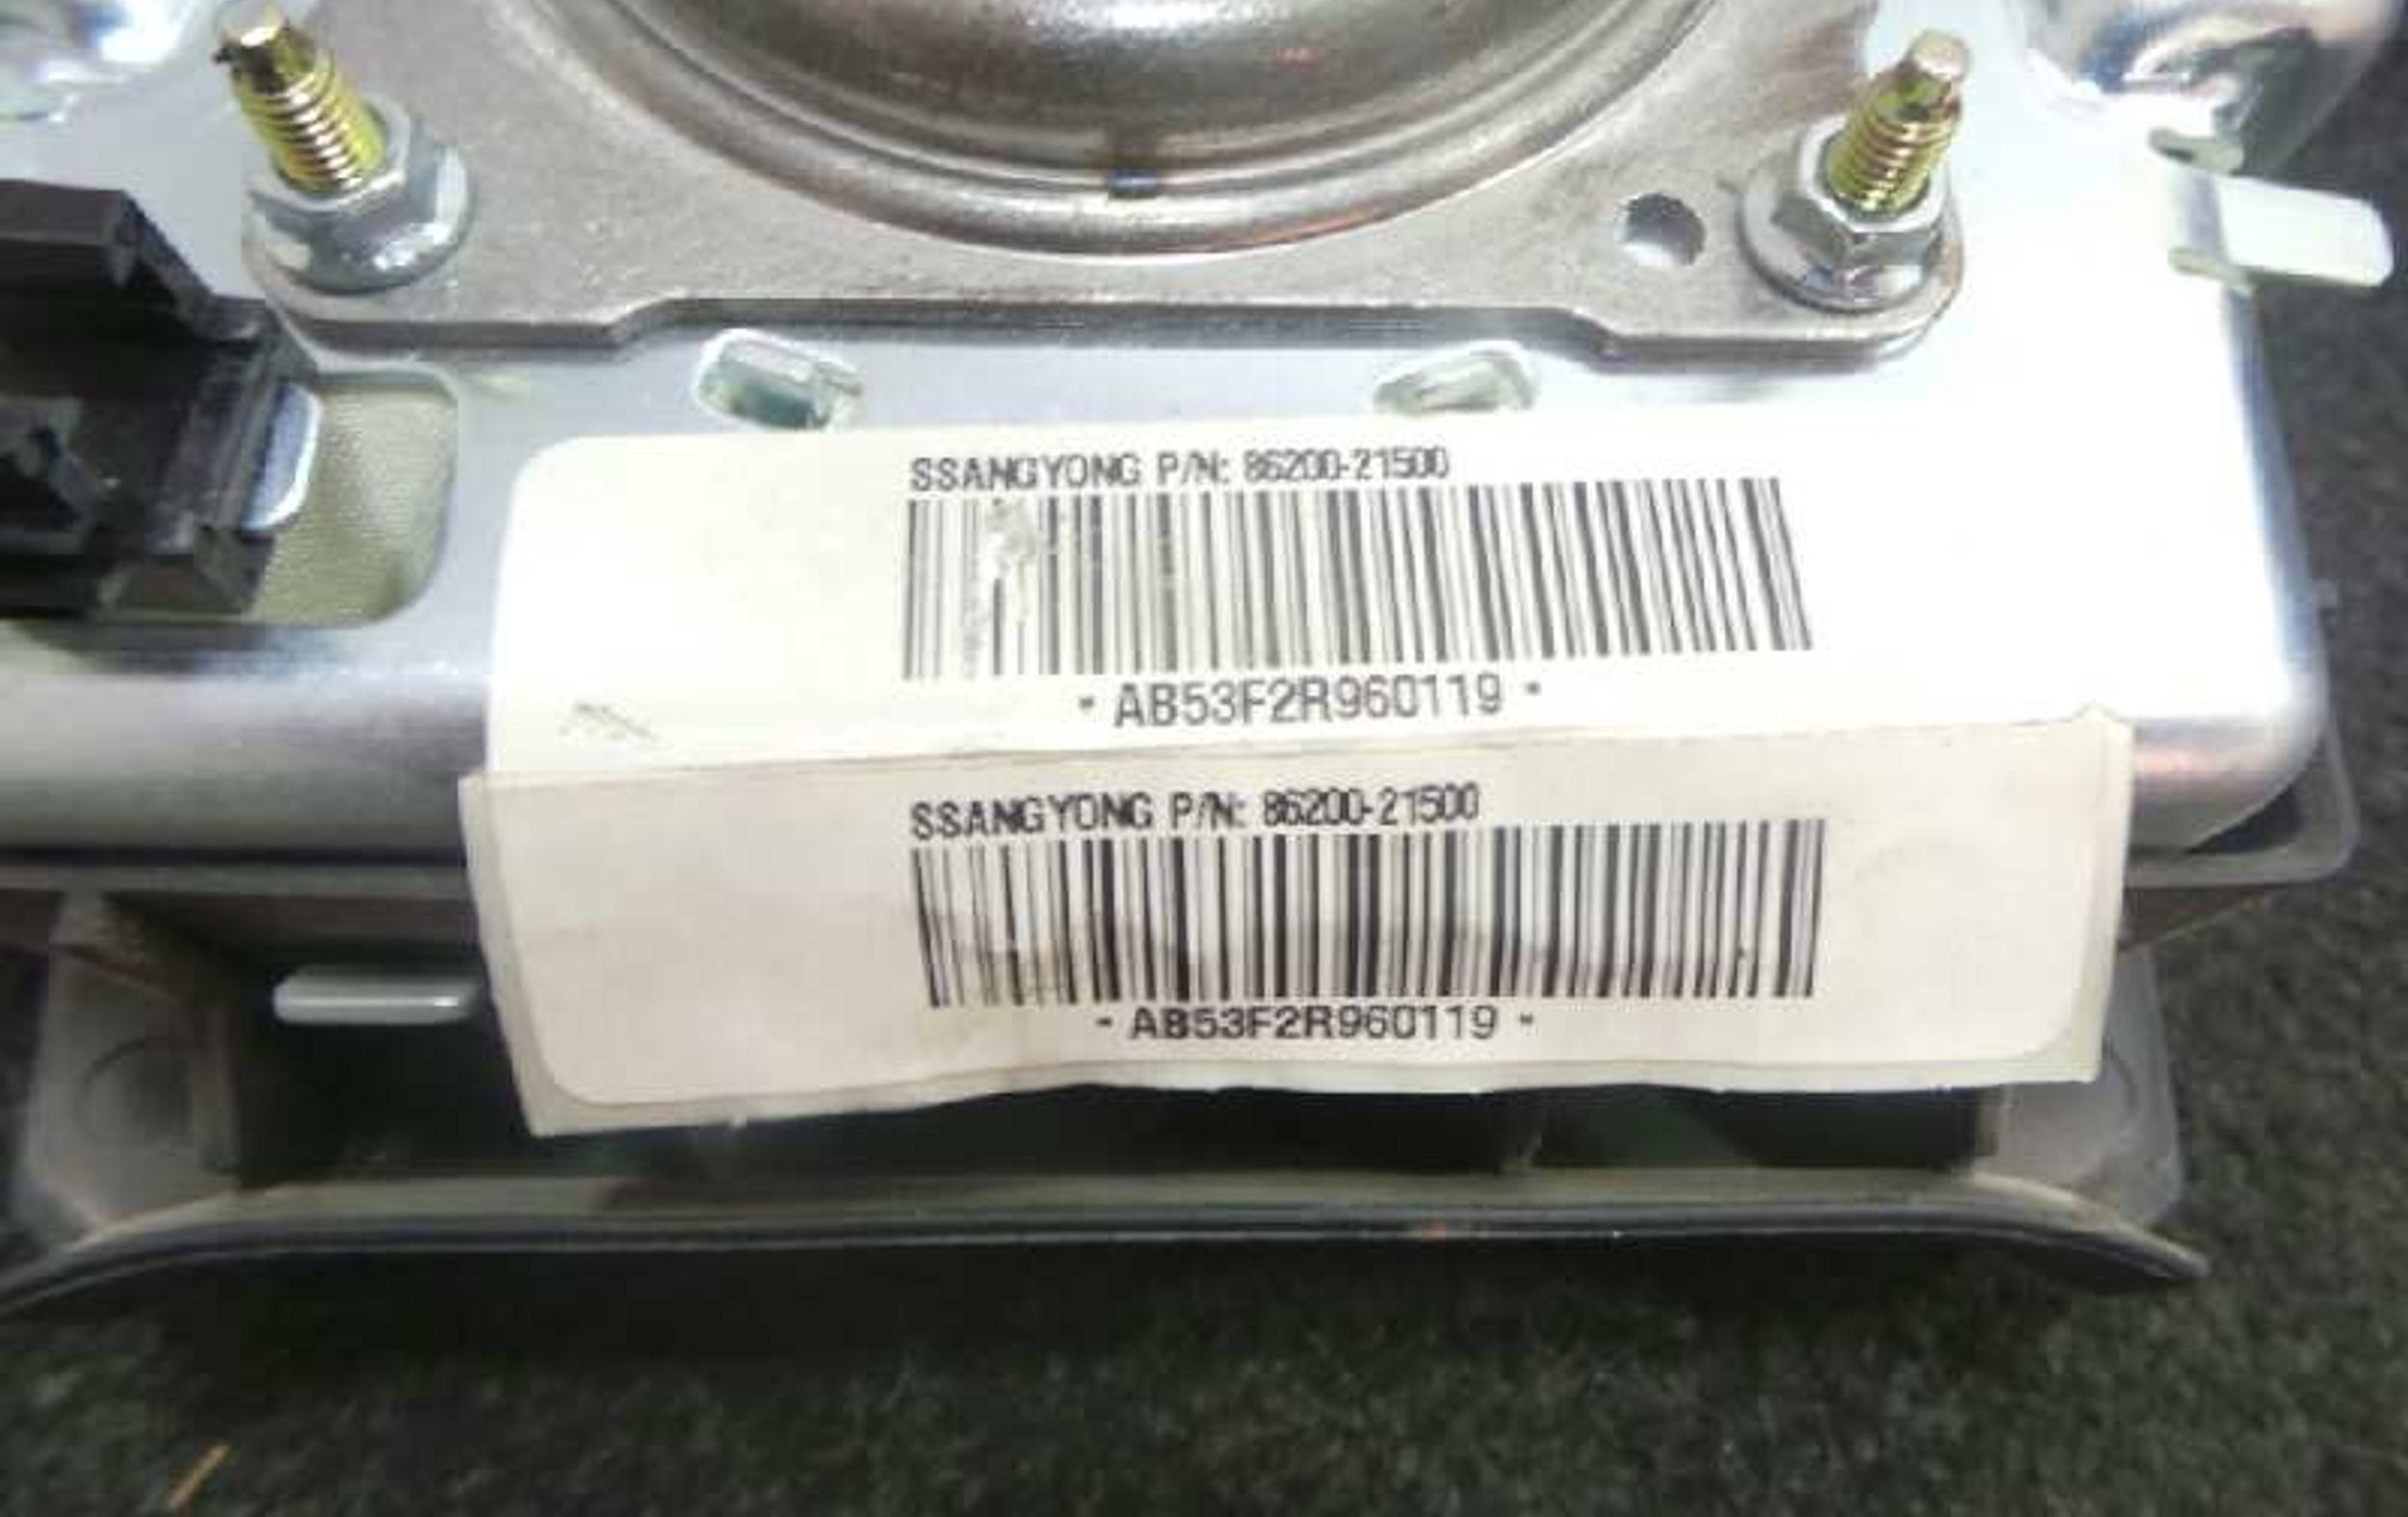 SSANGYONG P/N: 86200-21500
* AB53F2R960119 *
SSANGYONG P/N: 86200-21500
* AB53F2R960119 *